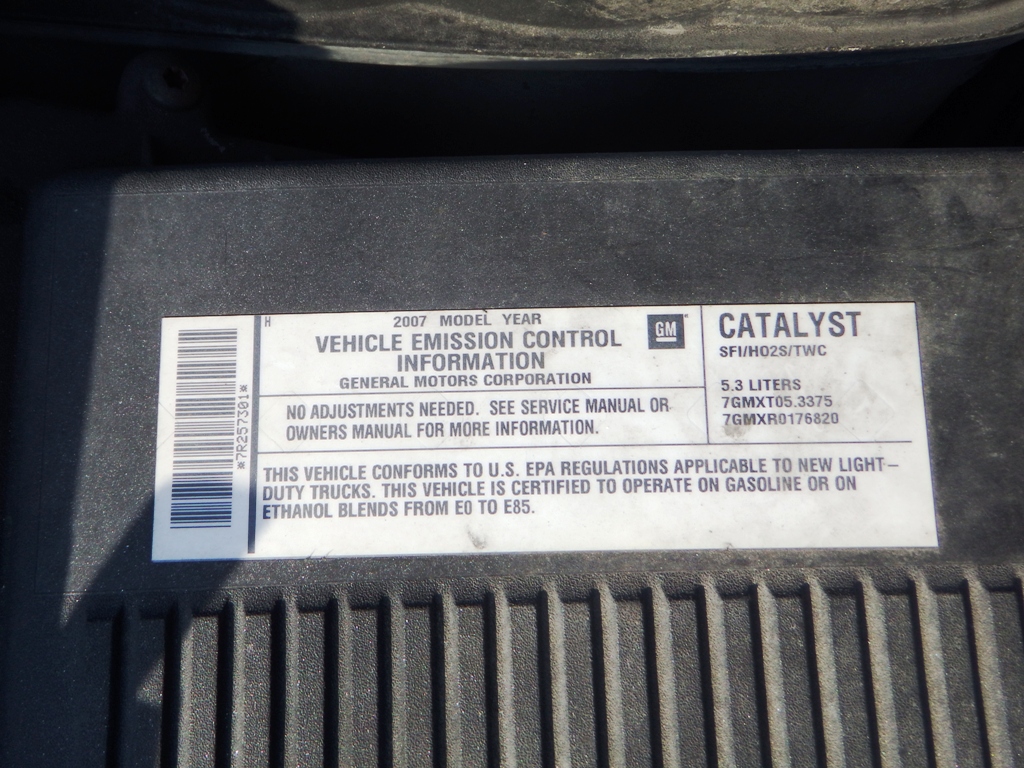 H
2007 MODEL YEAR
VEHICLE EMISSION CONTROL
INFORMATION
GENERAL MOTORS CORPORATION
GM
NO ADJUSTMENTS NEEDED. SEE SERVICE MANUAL OR
OWNERS MANUAL FOR MORE INFORMATION.
CATALYST
SFI/HO2S/TWC
5.3 LITERS
7GMXT05.3375
7GMXR0176820
THIS VEHICLE CONFORMS TO U.S. EPA REGULATIONS APPLICABLE TO NEW LIGHT-
DUTY TRUCKS. THIS VEHICLE IS CERTIFIED TO OPERATE ON GASOLINE OR ON
ETHANOL BLENDS FROM E0 TO E85.
*7R257301*